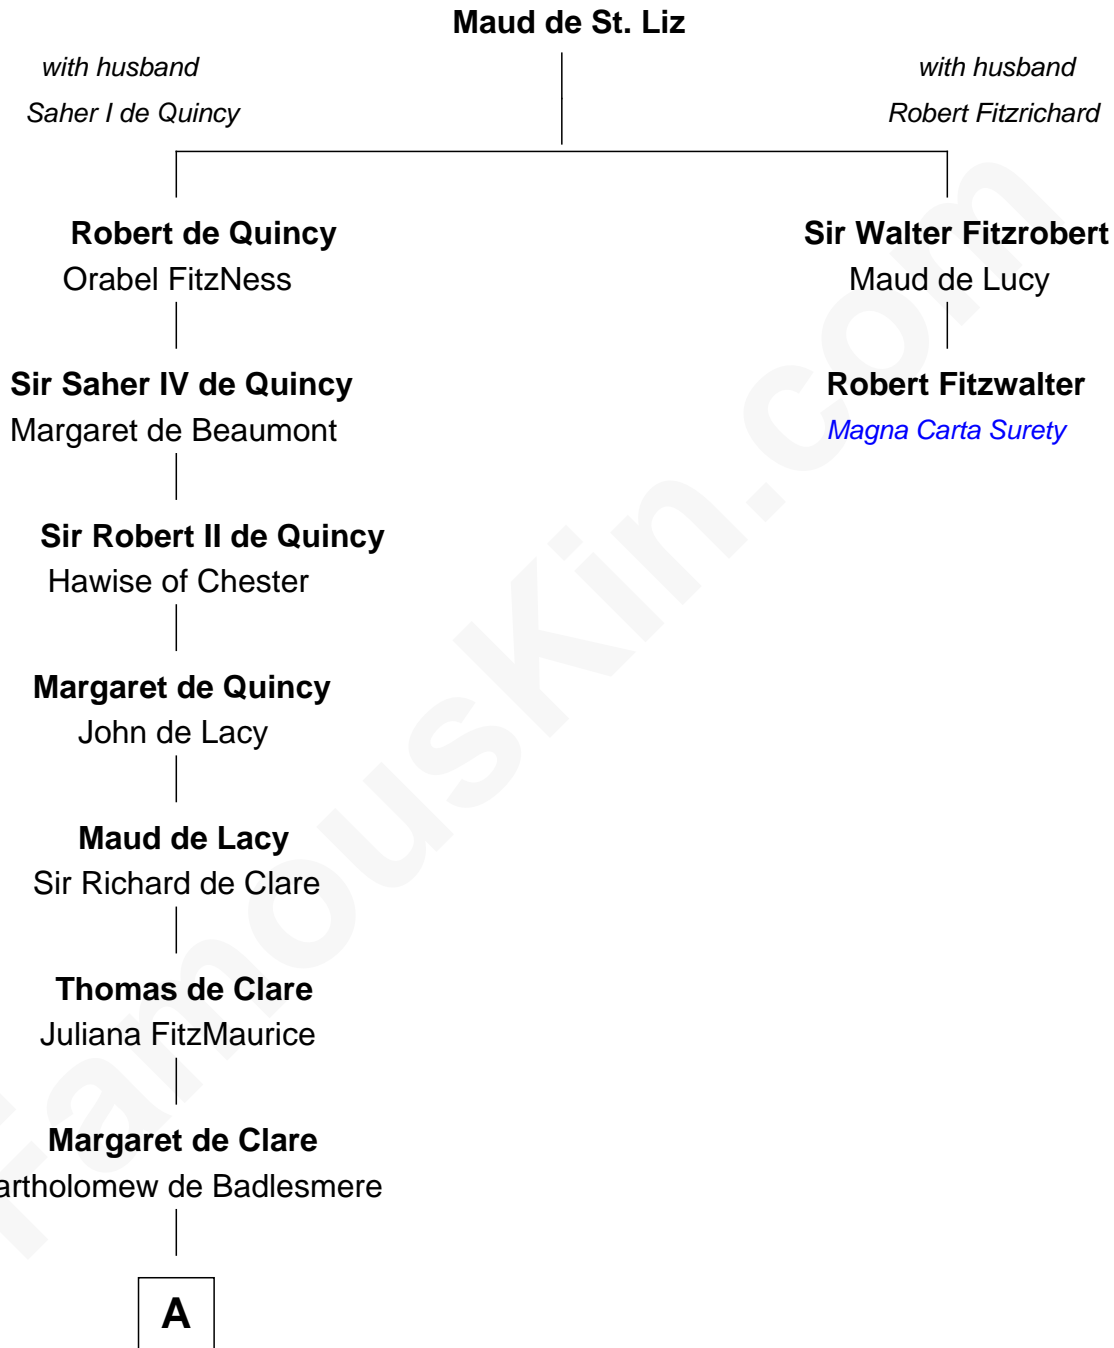 Maud de St. Liz
with husband
Saher I de Quincy
with husband
Robert Fitzrichard
Robert de Quincy
Orabel FitzNess
Sir Walter Fitzrobert
Maud de Lucy
Sir Saher IV de Quincy
Margaret de Beaumont
Robert Fitzwalter
Magna Carta Surety
Sir Robert II de Quincy
Hawise of Chester
Margaret de Quincy
John de Lacy
Maud de Lacy
Sir Richard de Clare
Thomas de Clare
Juliana FitzMaurice
Margaret de Clare
artholomew de Badlesmere
A
FamousKin.com